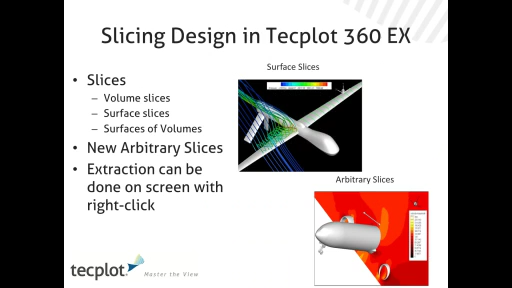 Slicing Design in Tecplot 360 EX
Surface Slices
• Slices
– Volume slices
– Surface slices
– Surfaces of Volumes
• New Arbitrary Slices
• Extraction can be
done on screen with
right-click
Arbitrary Slices
tecplot.
Master the View